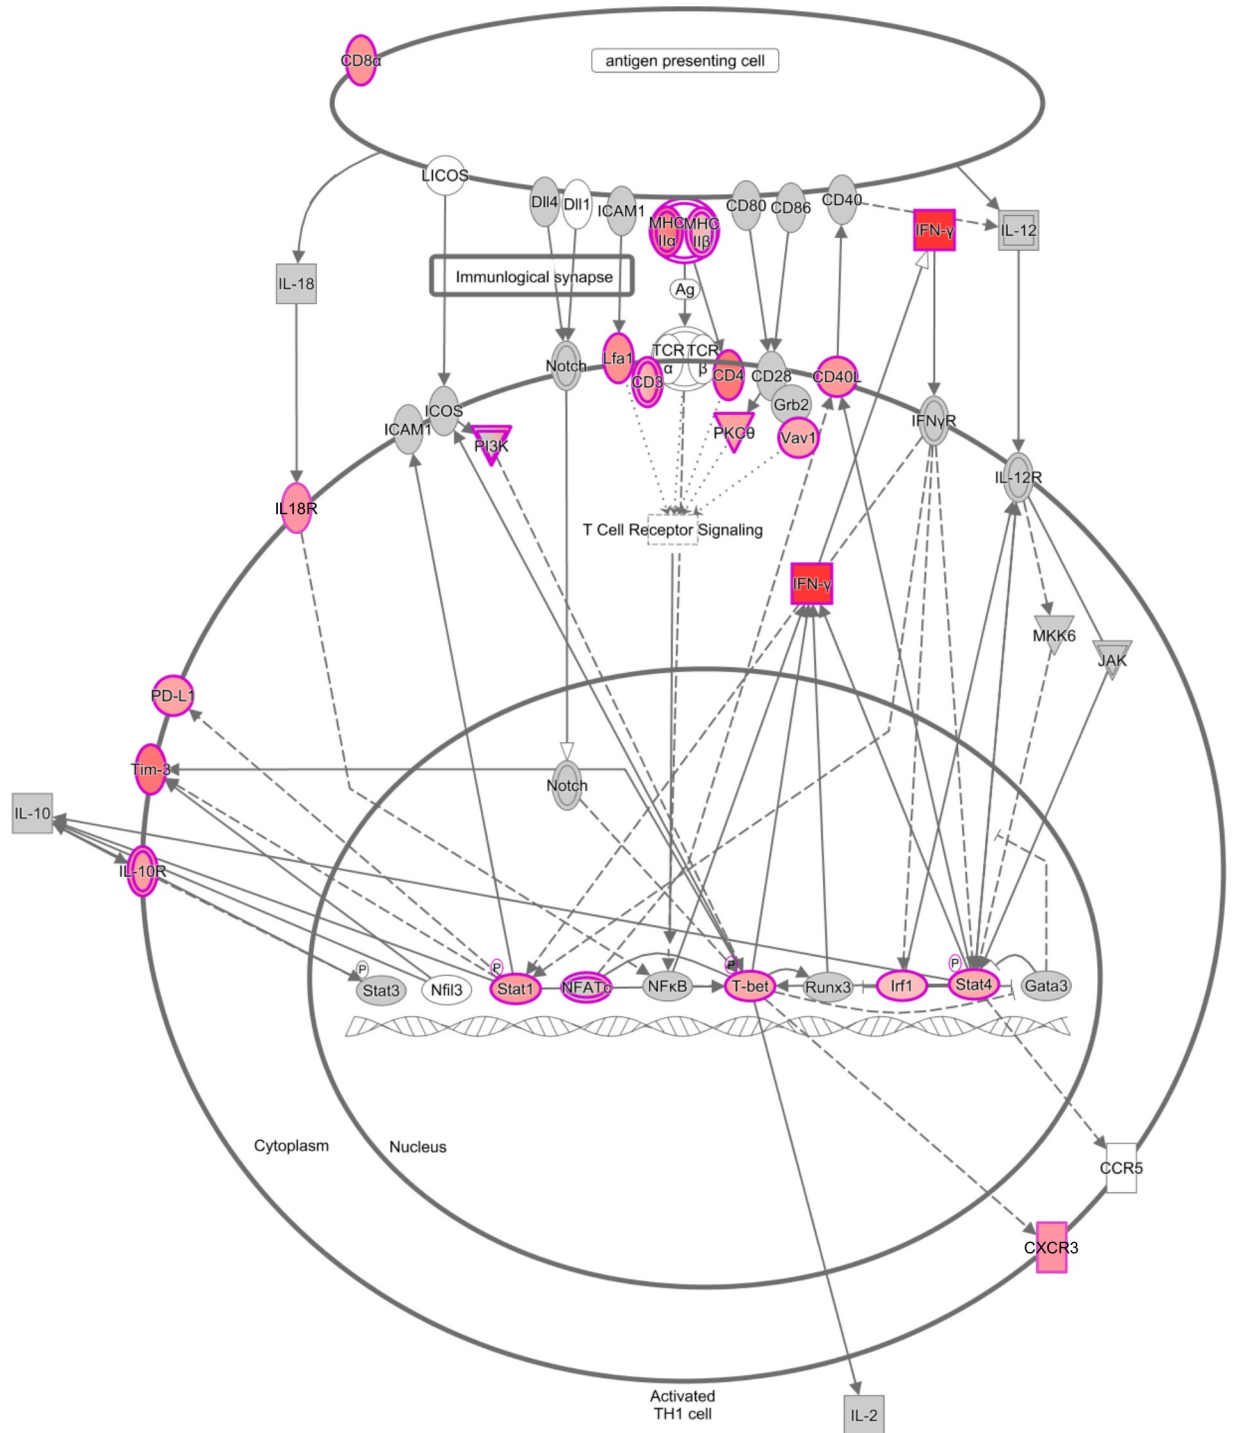 CD8α
antigen presenting cell
LICOS
Dll4
Dll1
ICAM1
MHC
IIα
MHC
IIβ
CD80
CD86
CD40
IFN-γ
IL-12
IL-18
Immunlogical synapse
Ag
Notch
Lfa1
CD3
TCR
α
TCR
β
CD4
CD28
CD40L
Grb2
ICAM1
ICOS
PI3K
PKCθ
Vav1
IFNγR
IL-12R
IL18R
T Cell Receptor Signaling
IFN-γ
MKK6
JAK
PD-L1
Tim-3
Notch
IL-10
IL-10R
P
Stat3
Nfil3
P
Stat1
NFATc
NFκB
P
T-bet
Runx3
Irf1
P
Stat4
Gata3
Cytoplasm
Nucleus
CCR5
CXCR3
Activated
TH1 cell
IL-2